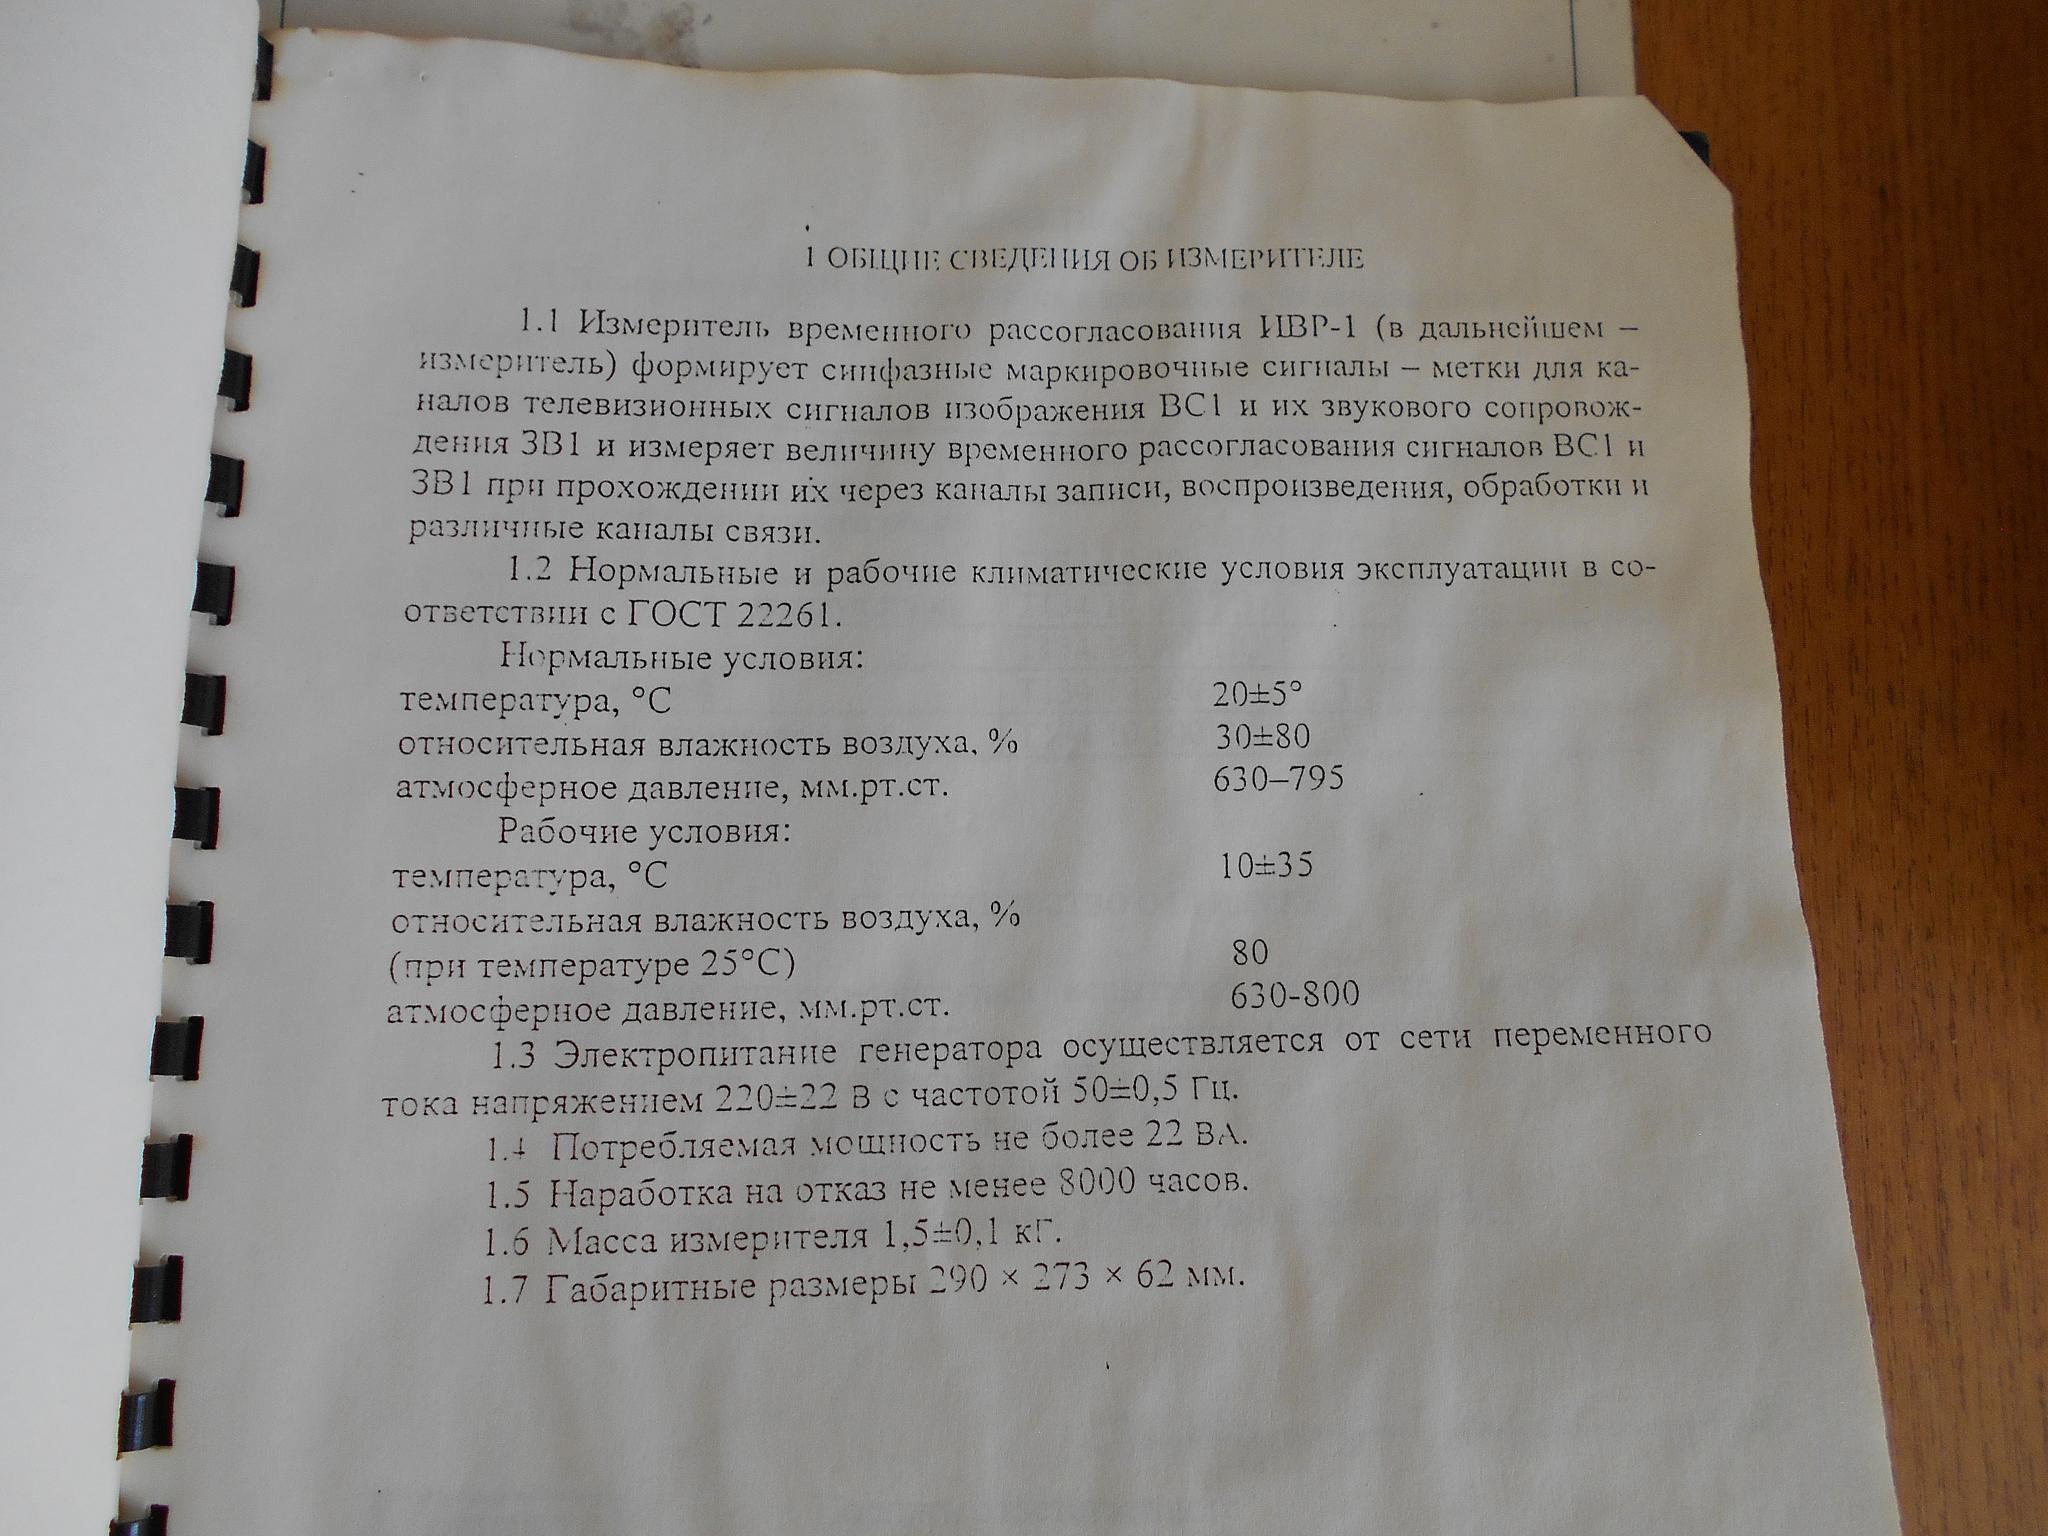 1 ОБЩИЕ СВЕДЕНИЯ ОБ ИЗМЕРИТЕЛЕ
1.1 Измеритель временного рассогласования ИВР-1 (в дальнейшем –
измеритель) формирует синфазные маркировочные сигналы – метки для ка-
налов телевизионных сигналов изображения ВС1 и их звукового сопровож-
дения ЗВ1 и измеряет величину временного рассогласования сигналов ВС1 и
ЗВ1 при прохождении их через каналы записи, воспроизведения, обработки и
различные каналы связи.
1.2 Нормальные и рабочие климатические условия эксплуатации в со-
ответствии с ГОСТ 22261.
Нормальные условия:
температура, °С 20±5°
относительная влажность воздуха, % 30±80
атмосферное давление, мм.рт.ст. 630–795
Рабочие условия:
температура, °С 10±35
относительная влажность воздуха, %
(при температуре 25°С) 80
атмосферное давление, мм.рт.ст. 630-800
1.3 Электропитание генератора осуществляется от сети переменного
тока напряжением 220±22 В с частотой 50±0,5 Гц.
1.4 Потребляемая мощность не более 22 ВА.
1.5 Наработка на отказ не менее 8000 часов.
1.6 Масса измерителя 1,5±0,1 кГ.
1.7 Габаритные размеры 290 × 273 × 62 мм.